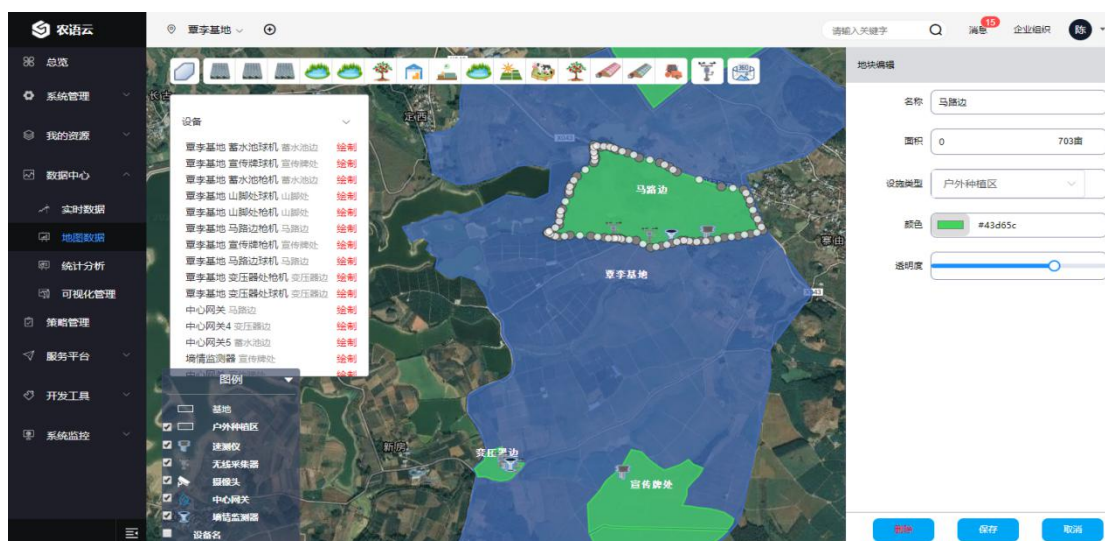 农语云
覃李基地
请输入关键字
消息
15
企业组织
陈
总览
系统管理
我的资源
数据中心
实时数据
地图数据
统计分析
可视化管理
策略管理
服务平台
开发工具
系统监控
设备
覃李基地 蓄水池球机 蓄水池边 绘制
覃李基地 宣传牌球机 宣传牌处 绘制
覃李基地 蓄水池枪机 蓄水池边 绘制
覃李基地 山脚处球机 山脚处 绘制
覃李基地 山脚处枪机 山脚处 绘制
覃李基地 马路边枪机 马路边 绘制
覃李基地 宣传牌枪机 宣传牌处 绘制
覃李基地 马路边球机 马路边 绘制
覃李基地 变压器处枪机 变压器边 绘制
覃李基地 变压器处球机 变压器边 绘制
中心网关 马路边 绘制
中心网关4 变压器边 绘制
中心网关5 蓄水池边 绘制
墒情监测器 宣传牌处 绘制
图例
基地
户外种植区
速测仪
无线采集器
摄像头
中心网关
墒情监测器
设备名
定西
X043
马路边
覃李基地
新房
变压器边
宣传牌处
地块编辑
名称 马路边
面积 0 703亩
设施类型 户外种植区
颜色 #43d65c
透明度
删除 保存 取消